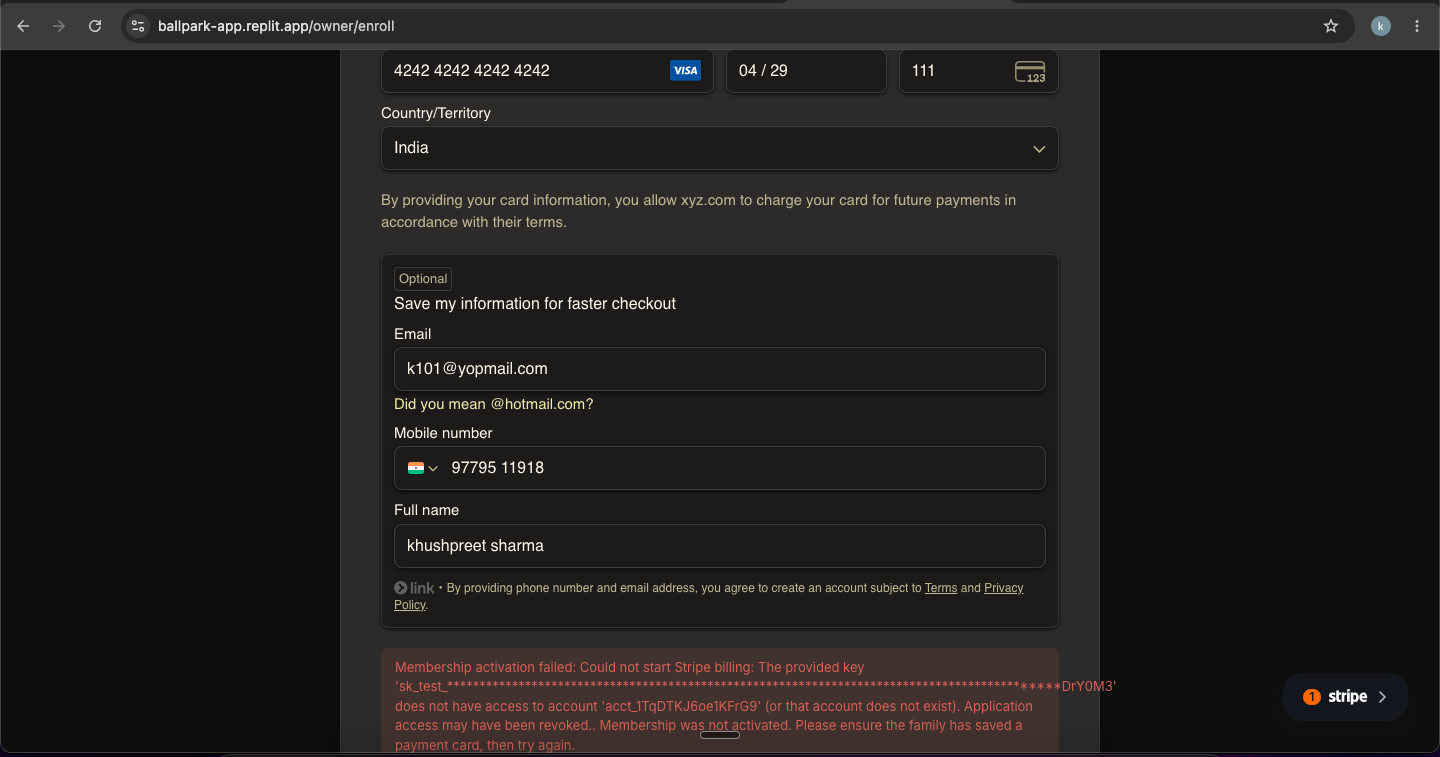 ballpark-app.replit.app/owner/enroll
k
4242 4242 4242 4242
VISA
04 / 29
111
123
Country/Territory
India
By providing your card information, you allow xyz.com to charge your card for future payments in
accordance with their terms.
Optional
Save my information for faster checkout
Email
k101@yopmail.com
Did you mean @hotmail.com?
Mobile number
97795 11918
Full name
khushpreet sharma
link • By providing phone number and email address, you agree to create an account subject to Terms and Privacy
Policy.
Membership activation failed: Could not start Stripe billing: The provided key
'sk_test_*********************************************************************************************DrY0M3'
does not have access to account 'acct_1TqDTKJ6oe1KFrG9' (or that account does not exist). Application
access may have been revoked.. Membership was not activated. Please ensure the family has saved a
payment card, then try again.
1 stripe